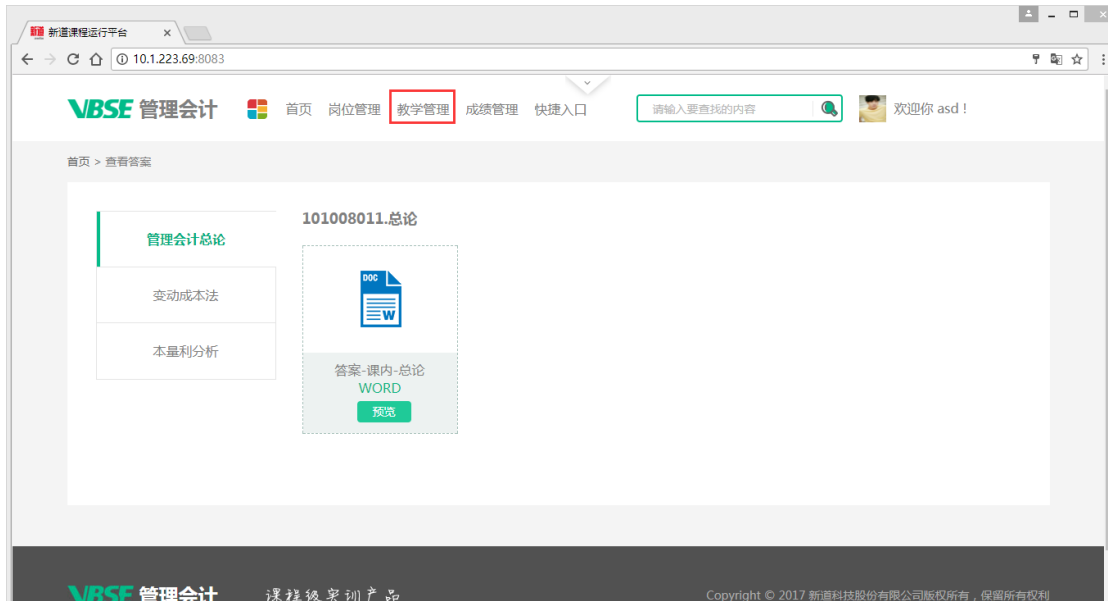 新道 新道课程运行平台
10.1.223.69:8083
VBSE 管理会计 首页 岗位管理 教学管理 成绩管理 快捷入口 请输入要查找的内容 欢迎你 asd！
首页 > 查看答案
管理会计总论
变动成本法
本量利分析
101008011.总论
DOC
W
答案-课内-总论
WORD
预览
VBSE 管理会计 课程级实训产品 Copyright © 2017 新道科技股份有限公司版权所有，保留所有权利